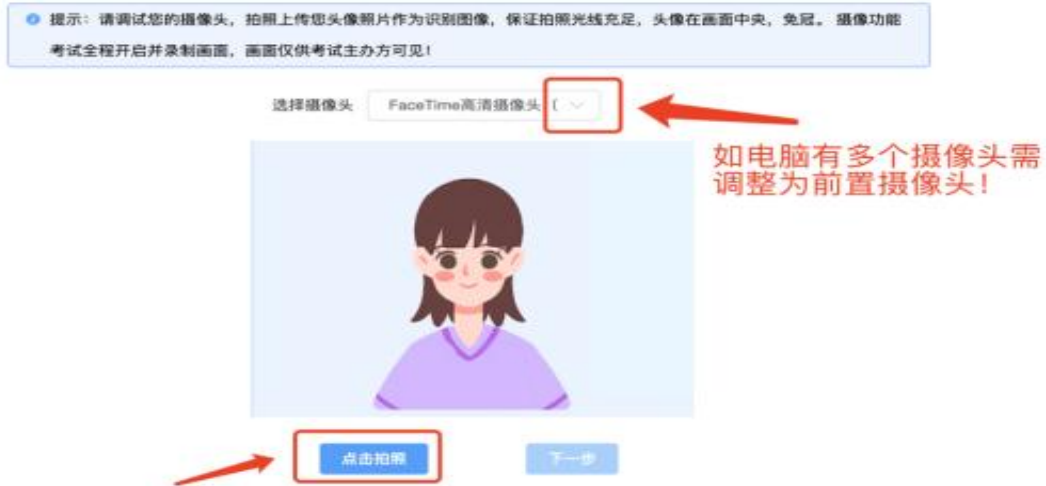 提示：请调试您的摄像头，拍照上传您头像照片作为识别图像，保证拍照光线充足，头像在画面中央，免冠。 摄像功能
考试全程开启并录制画面，画面仅供考试主办方可见！
选择摄像头 FaceTime高清摄像头（
如电脑有多个摄像头需
调整为前置摄像头！
点击拍照 下一步